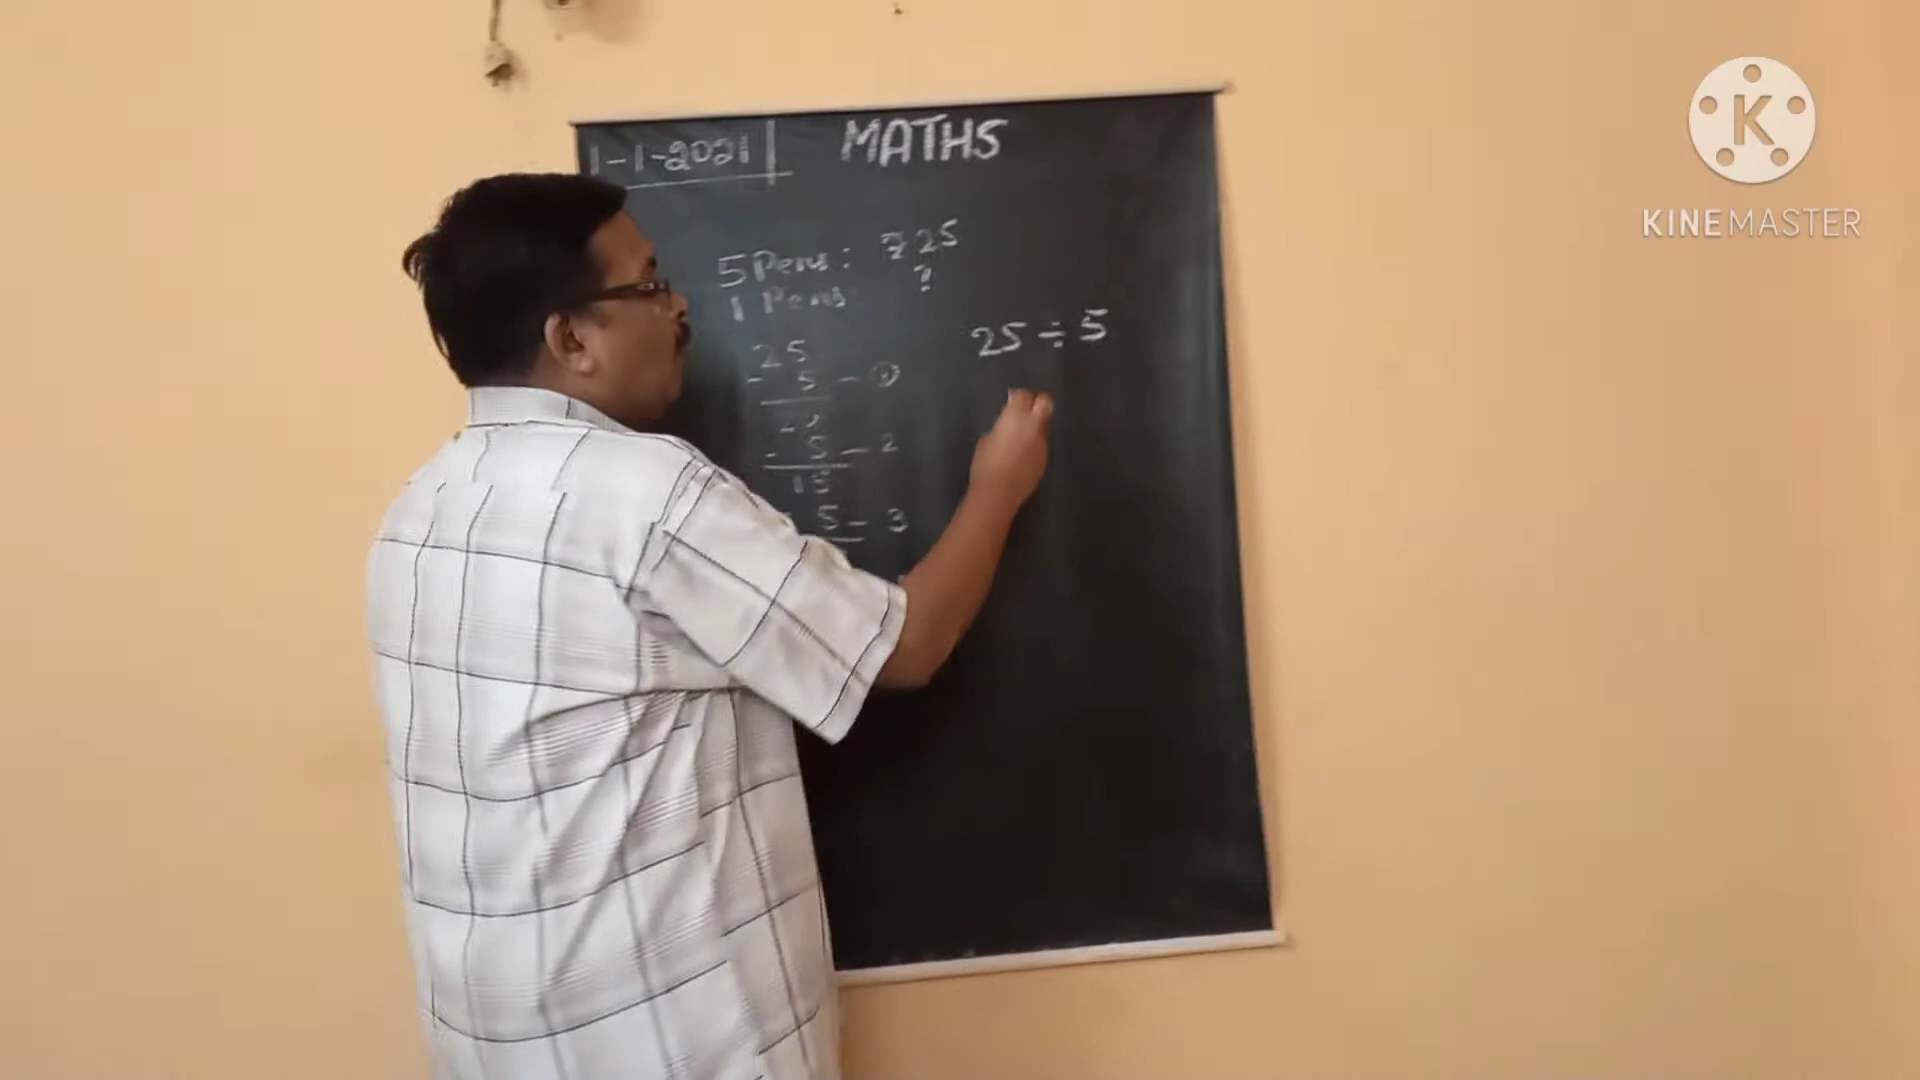 1-1-2021 MATHS
5 Pens: ₹ 25
1 Pens ?
25 ÷ 5
25
- 5 - ①
20
- 5 - 2
15
5 - 3
KINEMASTER